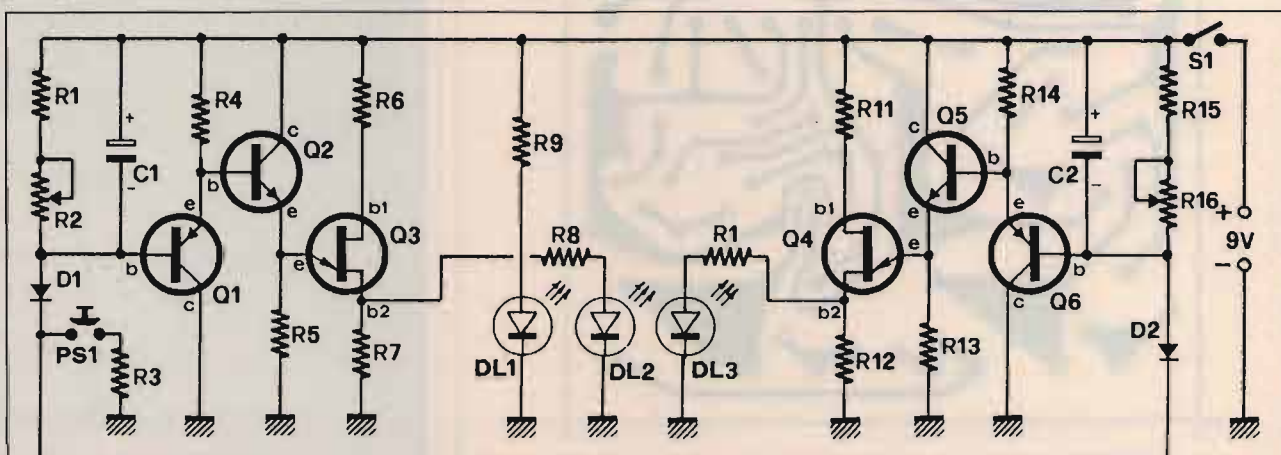 S1
R1
R4
R6
R9
R11
R14
R15
+
+
c
Q2
Q5
c
C1
b
b
C2
-
-
R2
R16
+
e
e
b1
b1
e
e
9V
Q3
R8
R1
Q4
-
b
e
e
b
D1
Q1
b2
b2
Q6
c
c
D2
PS1
R5
R7
R12
R13
R3
DL1
DL2
DL3